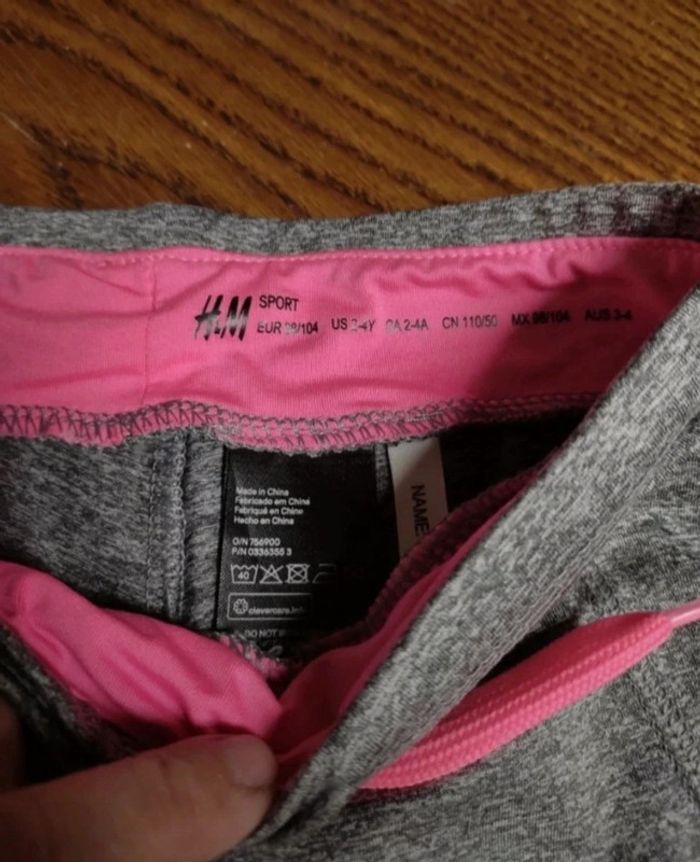 H&M SPORT
EUR 98/104 US 2-4Y CA 2-4A CN 110/50 MX 98/104 AUS 3-4
Made in China
Fabricado em China
Fabriqué en Chine
Hecho en China
O/N 756900
P/N 0336355 3
40
clevercare.info
DO NOT
NAME